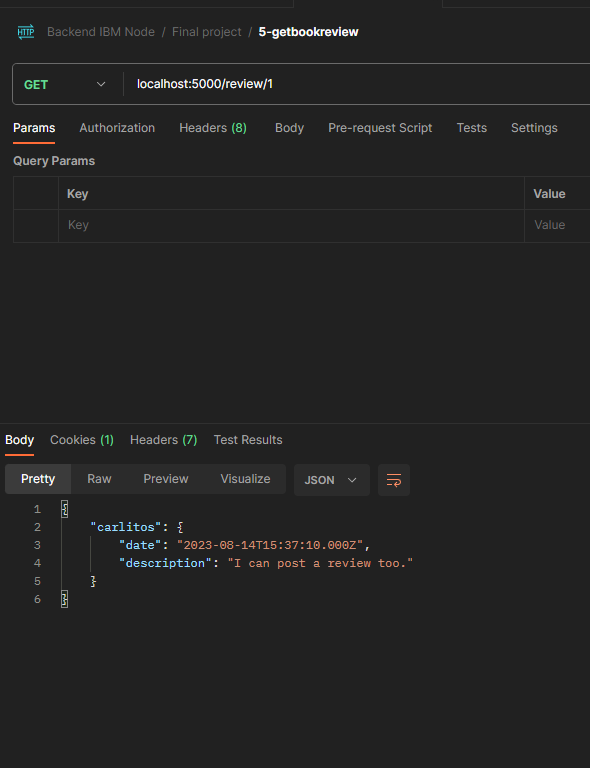 HTTP Backend IBM Node / Final project / 5-getbookreview
GET localhost:5000/review/1
Params Authorization Headers (8) Body Pre-request Script Tests Settings
Query Params
Key Value
Key Value
Body Cookies (1) Headers (7) Test Results
Pretty Raw Preview Visualize JSON
1 {
2 "carlitos": {
3 "date": "2023-08-14T15:37:10.000Z",
4 "description": "I can post a review too."
5 }
6 }